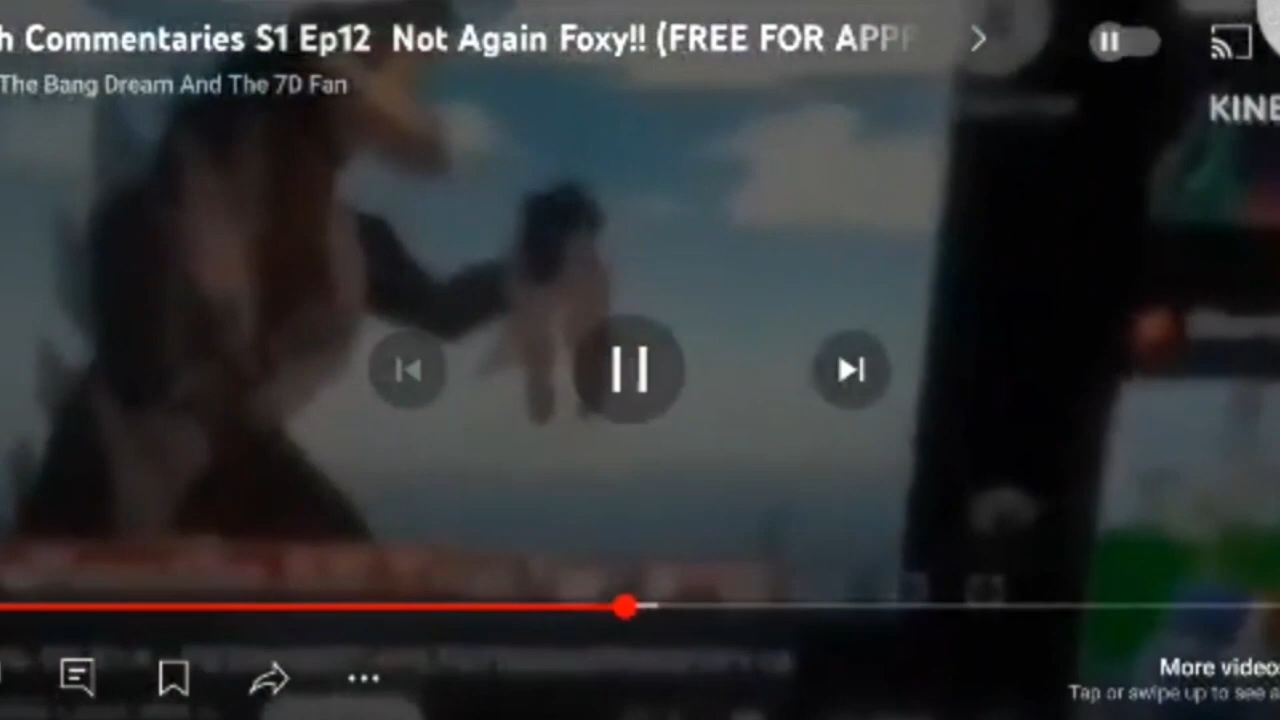 h Commentaries S1 Ep12 Not Again Foxy!! (FREE FOR APPR
The Bang Dream And The 7D Fan
KINE
More video
Tap or swipe up to see a